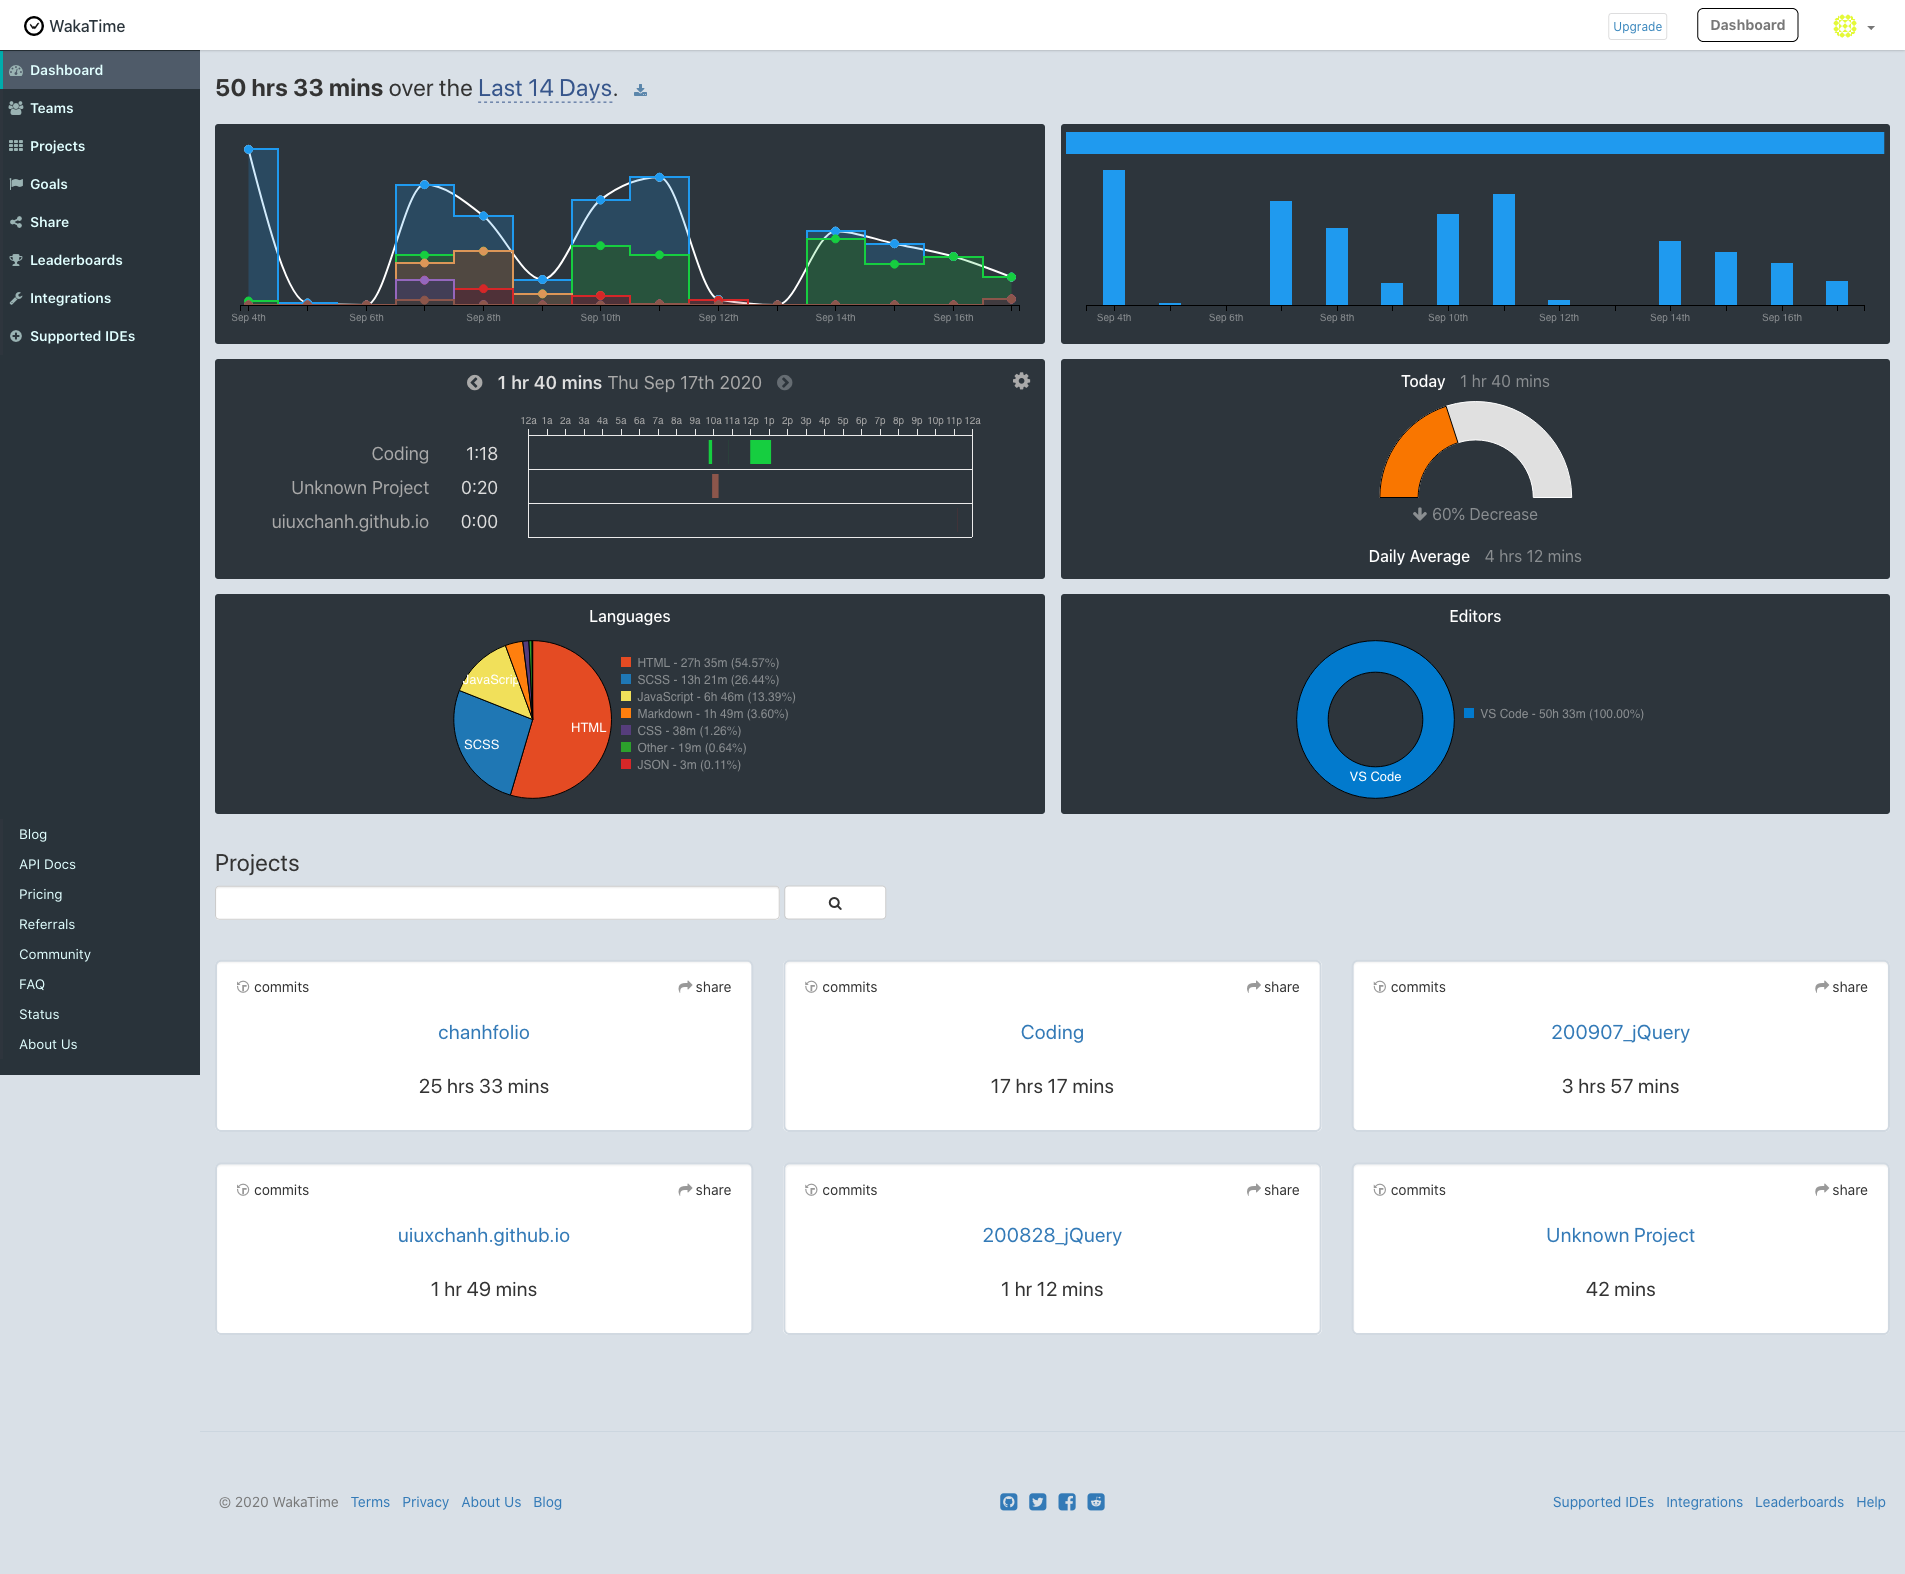 WakaTime
Upgrade
Dashboard
Dashboard
Teams
Projects
Goals
Share
Leaderboards
Integrations
Supported IDEs
Blog
API Docs
Pricing
Referrals
Community
FAQ
Status
About Us
50 hrs 33 mins over the Last 14 Days.
Sep 4th Sep 6th Sep 8th Sep 10th Sep 12th Sep 14th Sep 16th
Sep 4th Sep 6th Sep 8th Sep 10th Sep 12th Sep 14th Sep 16th
1 hr 40 mins Thu Sep 17th 2020
12a 1a 2a 3a 4a 5a 6a 7a 8a 9a 10a 11a 12p 1p 2p 3p 4p 5p 6p 7p 8p 9p 10p 11p 12a
Coding 1:18
Unknown Project 0:20
uiuxchanh.github.io 0:00
Today 1 hr 40 mins
60% Decrease
Daily Average 4 hrs 12 mins
Languages
JavaScrip
HTML
SCSS
HTML - 27h 35m (54.57%)
SCSS - 13h 21m (26.44%)
JavaScript - 6h 46m (13.39%)
Markdown - 1h 49m (3.60%)
CSS - 38m (1.26%)
Other - 19m (0.64%)
JSON - 3m (0.11%)
Editors
VS Code
VS Code - 50h 33m (100.00%)
Projects
commits share
chanhfolio
25 hrs 33 mins
commits share
Coding
17 hrs 17 mins
commits share
200907_jQuery
3 hrs 57 mins
commits share
uiuxchanh.github.io
1 hr 49 mins
commits share
200828_jQuery
1 hr 12 mins
commits share
Unknown Project
42 mins
© 2020 WakaTime Terms Privacy About Us Blog
Supported IDEs Integrations Leaderboards Help